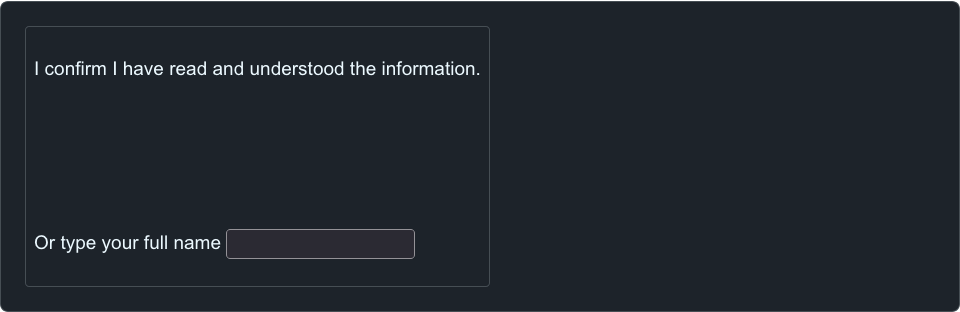 I confirm I have read and understood the information.
Or type your full name